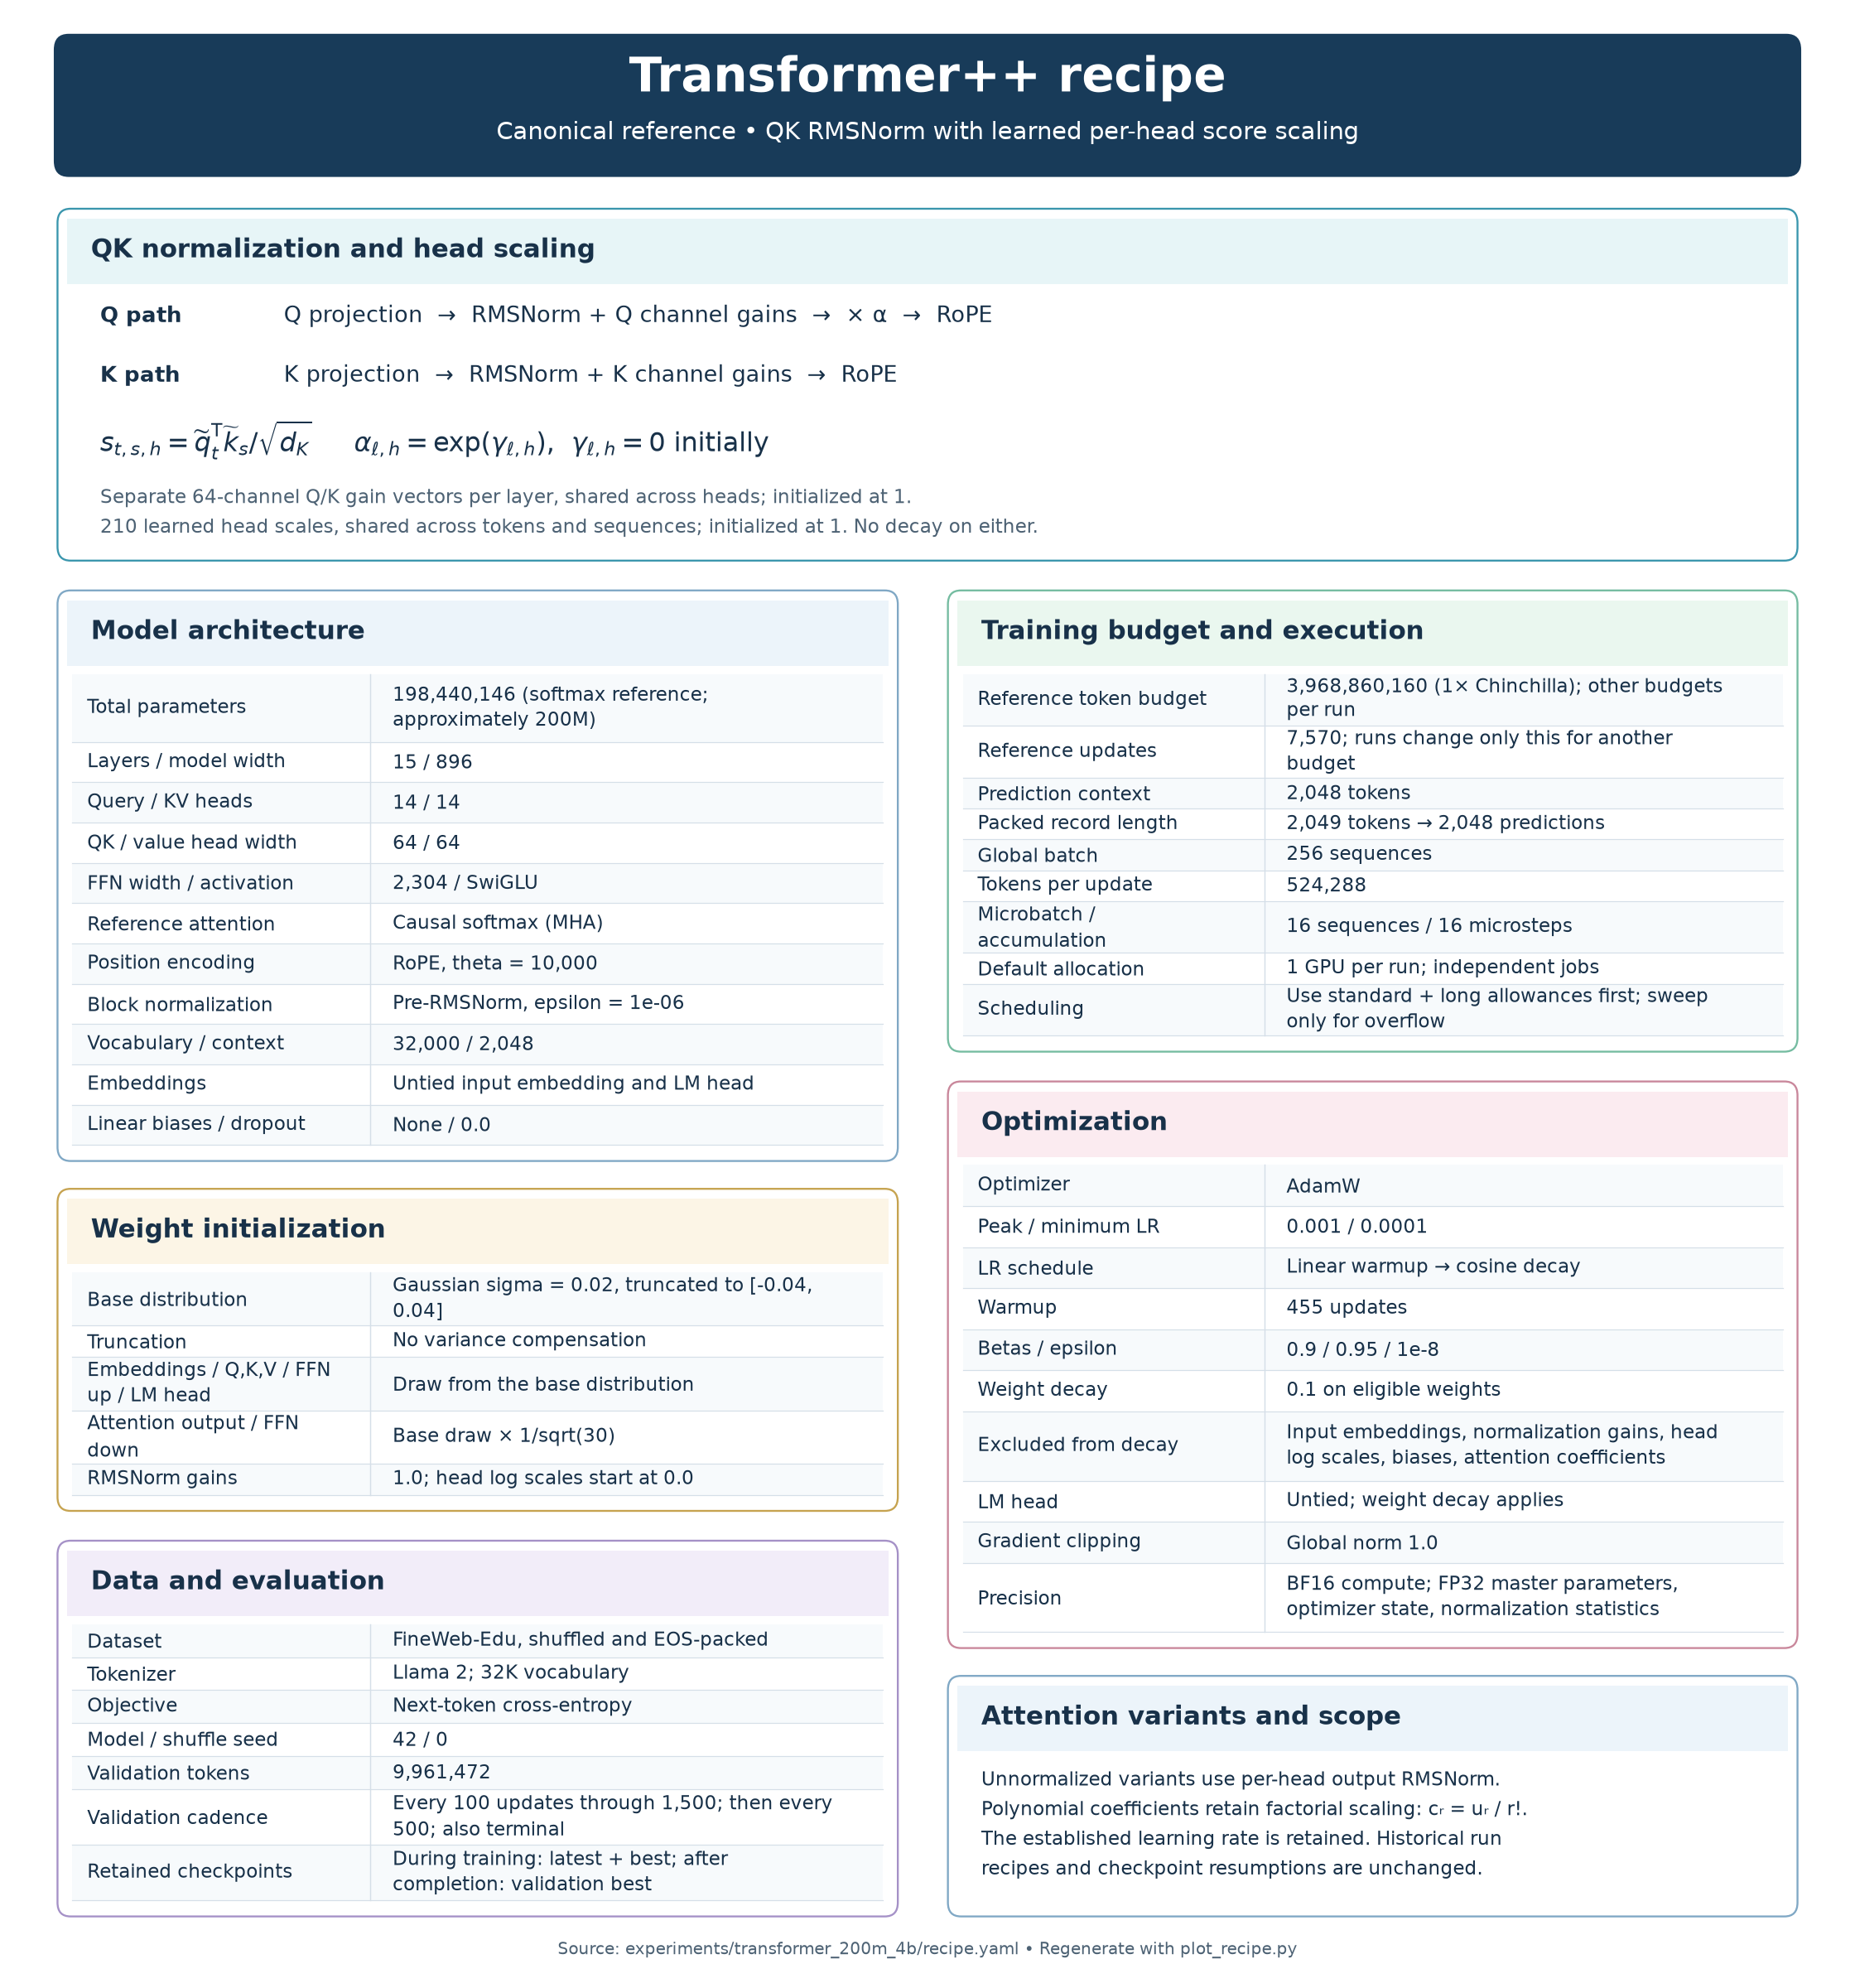 Transformer++ recipe
Canonical reference • QK RMSNorm with learned per-head score scaling
QK normalization and head scaling
Q path Q projection → RMSNorm + Q channel gains → × α → RoPE
K path K projection → RMSNorm + K channel gains → RoPE
s_{t,s,h} = q̃_t^T k̃_s/√d_K α_{ℓ,h} = exp(γ_{ℓ,h}), γ_{ℓ,h} = 0 initially
Separate 64-channel Q/K gain vectors per layer, shared across heads; initialized at 1.
210 learned head scales, shared across tokens and sequences; initialized at 1. No decay on either.
Model architecture
Total parameters 198,440,146 (softmax reference;
approximately 200M)
Layers / model width 15 / 896
Query / KV heads 14 / 14
QK / value head width 64 / 64
FFN width / activation 2,304 / SwiGLU
Reference attention Causal softmax (MHA)
Position encoding RoPE, theta = 10,000
Block normalization Pre-RMSNorm, epsilon = 1e-06
Vocabulary / context 32,000 / 2,048
Embeddings Untied input embedding and LM head
Linear biases / dropout None / 0.0
Weight initialization
Base distribution Gaussian sigma = 0.02, truncated to [-0.04,
0.04]
Truncation No variance compensation
Embeddings / Q,K,V / FFN
up / LM head Draw from the base distribution
Attention output / FFN
down Base draw × 1/sqrt(30)
RMSNorm gains 1.0; head log scales start at 0.0
Data and evaluation
Dataset FineWeb-Edu, shuffled and EOS-packed
Tokenizer Llama 2; 32K vocabulary
Objective Next-token cross-entropy
Model / shuffle seed 42 / 0
Validation tokens 9,961,472
Validation cadence Every 100 updates through 1,500; then every
500; also terminal
Retained checkpoints During training: latest + best; after
completion: validation best
Training budget and execution
Reference token budget 3,968,860,160 (1× Chinchilla); other budgets
per run
Reference updates 7,570; runs change only this for another
budget
Prediction context 2,048 tokens
Packed record length 2,049 tokens → 2,048 predictions
Global batch 256 sequences
Tokens per update 524,288
Microbatch /
accumulation 16 sequences / 16 microsteps
Default allocation 1 GPU per run; independent jobs
Scheduling Use standard + long allowances first; sweep
only for overflow
Optimization
Optimizer AdamW
Peak / minimum LR 0.001 / 0.0001
LR schedule Linear warmup → cosine decay
Warmup 455 updates
Betas / epsilon 0.9 / 0.95 / 1e-8
Weight decay 0.1 on eligible weights
Excluded from decay Input embeddings, normalization gains, head
log scales, biases, attention coefficients
LM head Untied; weight decay applies
Gradient clipping Global norm 1.0
Precision BF16 compute; FP32 master parameters,
optimizer state, normalization statistics
Attention variants and scope
Unnormalized variants use per-head output RMSNorm.
Polynomial coefficients retain factorial scaling: cᵣ = uᵣ / r!.
The established learning rate is retained. Historical run
recipes and checkpoint resumptions are unchanged.
Source: experiments/transformer_200m_4b/recipe.yaml • Regenerate with plot_recipe.py